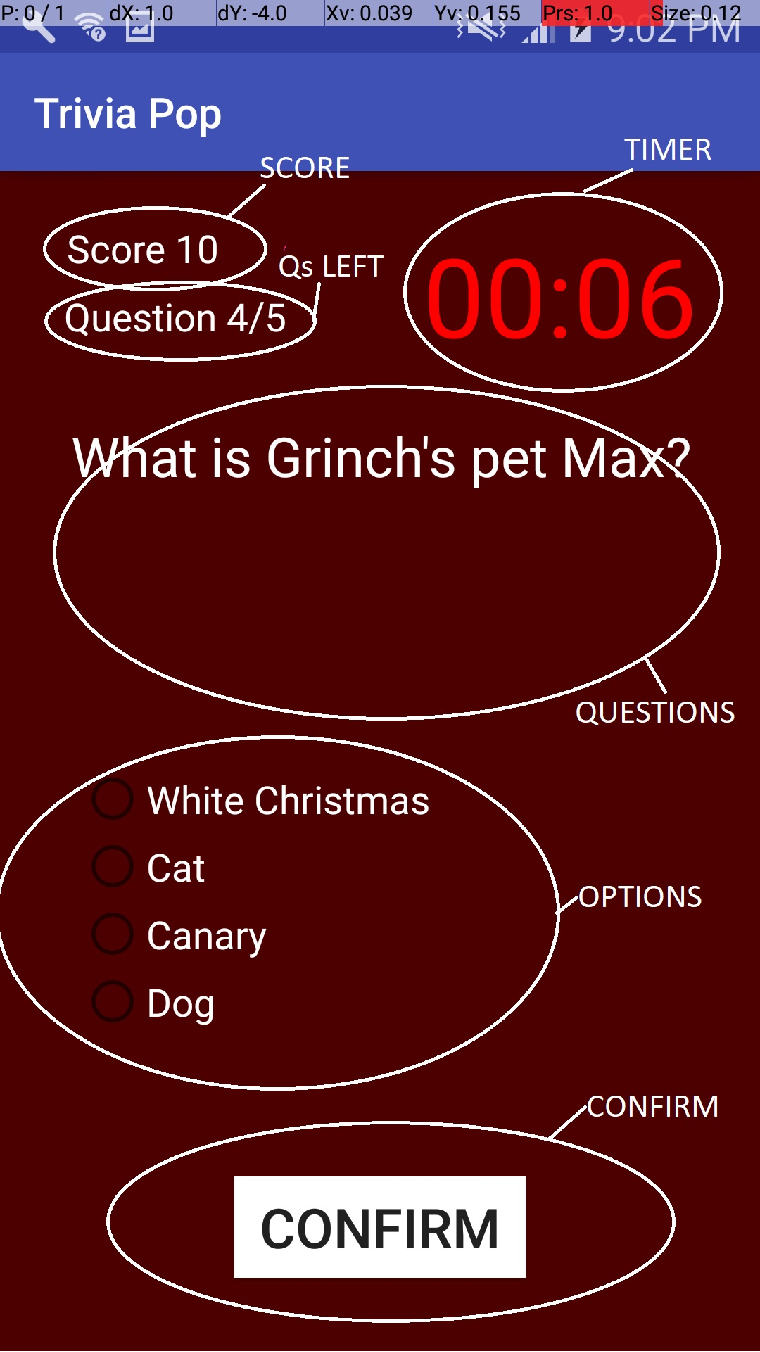 P: 0 / 1 dX: 1.0 dY: -4.0 Xv: 0.039 Yv: 0.155 Prs: 1.0 Size: 0.12
9:02 PM
Trivia Pop
TIMER
SCORE
Score 10
Qs LEFT
00:06
Question 4/5
What is Grinch's pet Max?
QUESTIONS
White Christmas
Cat
OPTIONS
Canary
Dog
CONFIRM
CONFIRM